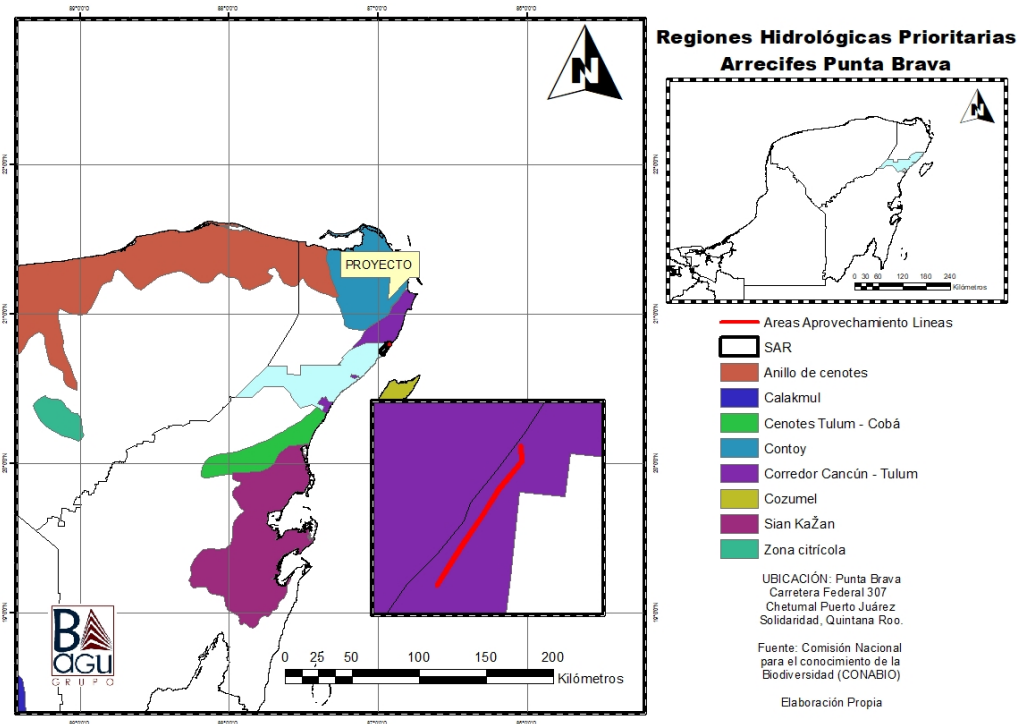 Regiones Hidrológicas Prioritarias
Arrecifes Punta Brava
N
N
0 30 60 120 180 240
Kilómetros
PROYECTO
Areas Aprovechamiento Lineas
SAR
Anillo de cenotes
Calakmul
Cenotes Tulum - Cobá
Contoy
Corredor Cancún - Tulum
Cozumel
Sian KaŽan
Zona citrícola
UBICACIÓN: Punta Brava
Carretera Federal 307
Chetumal Puerto Juárez
Solidaridad, Quintana Roo.
Fuente: Comisión Nacional
para el conocimiento de la
Biodiversidad (CONABIO)
Elaboración Propia
BAGU
GRUPO
0 25 50 100 150 200
Kilómetros